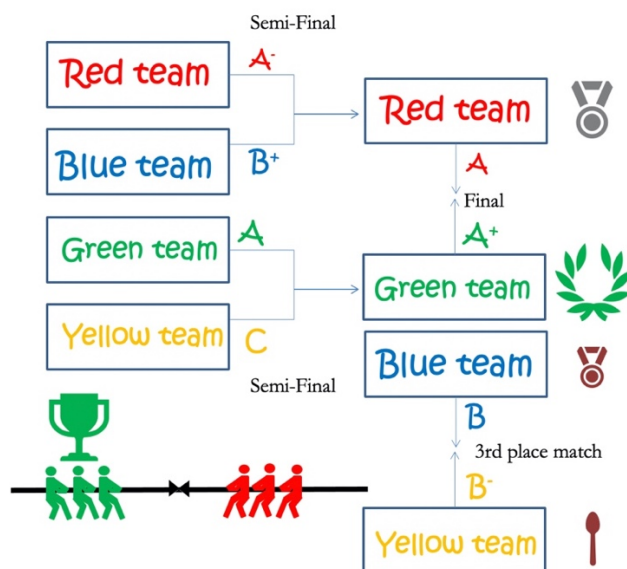 Semi-Final
Red team
A-
Blue team
B+
Red team
A
Final
A+
Green team
A
Yellow team
C
Green team
Semi-Final
Blue team
B
3rd place match
B-
Yellow team